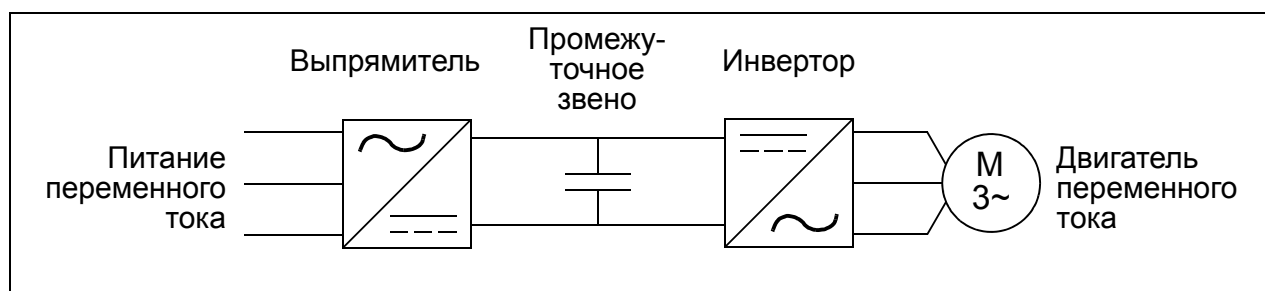 Выпрямитель
Промежу-
точное
звено
Инвертор
Питание
переменного
тока
M
3~
Двигатель
переменного
тока